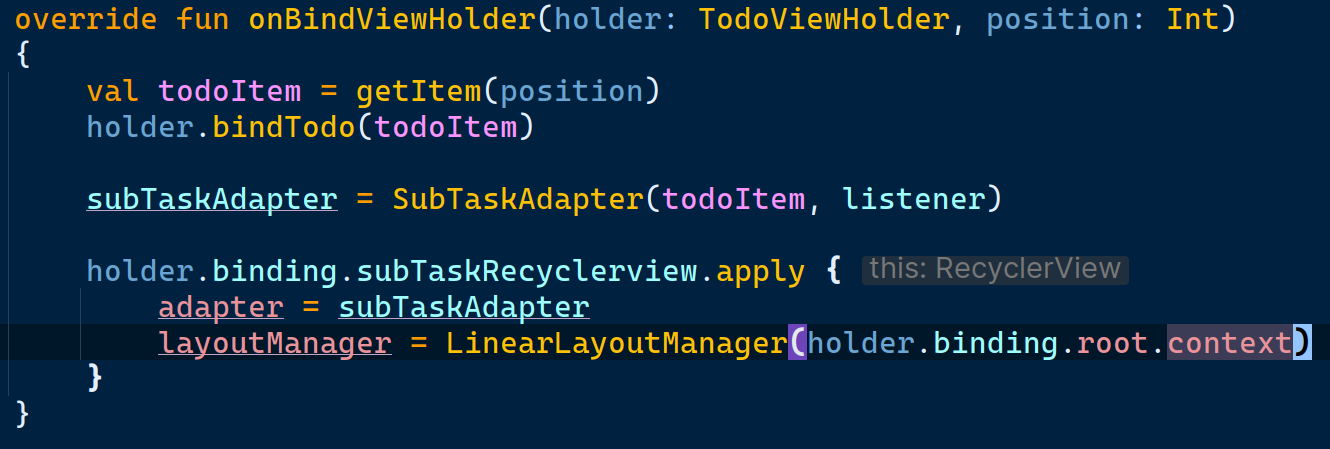 override fun onBindViewHolder(holder: TodoViewHolder, position: Int)
{
    val todoItem = getItem(position)
    holder.bindTodo(todoItem)

    subTaskAdapter = SubTaskAdapter(todoItem, listener)

    holder.binding.subTaskRecyclerview.apply { this: RecyclerView
        adapter = subTaskAdapter
        layoutManager = LinearLayoutManager(holder.binding.root.context)
    }
}